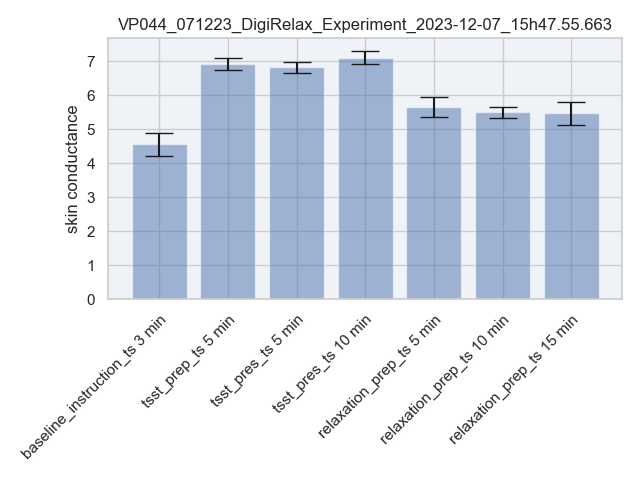 VP044_071223_DigiRelax_Experiment_2023-12-07_15h47.55.663
skin conductance
7
6
5
4
3
2
1
0
baseline_instruction_ts 3 min
tsst_prep_ts 5 min
tsst_pres_ts 5 min
tsst_pres_ts 10 min
relaxation_prep_ts 5 min
relaxation_prep_ts 10 min
relaxation_prep_ts 15 min